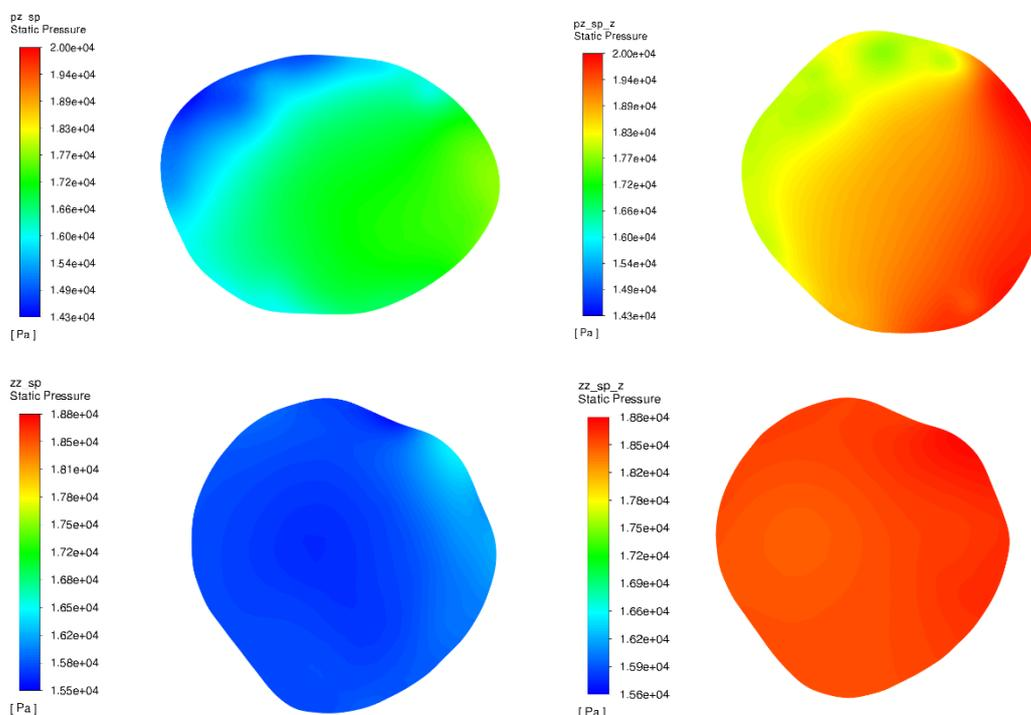 pz_sp
Static Pressure
2.00e+04
1.94e+04
1.89e+04
1.83e+04
1.77e+04
1.72e+04
1.66e+04
1.60e+04
1.54e+04
1.49e+04
1.43e+04
[ Pa ]
pz_sp_z
Static Pressure
2.00e+04
1.94e+04
1.89e+04
1.83e+04
1.77e+04
1.72e+04
1.66e+04
1.60e+04
1.54e+04
1.49e+04
1.43e+04
[ Pa ]
zz_sp
Static Pressure
1.88e+04
1.85e+04
1.81e+04
1.78e+04
1.75e+04
1.72e+04
1.68e+04
1.65e+04
1.62e+04
1.58e+04
1.55e+04
[ Pa ]
zz_sp_z
Static Pressure
1.88e+04
1.85e+04
1.82e+04
1.78e+04
1.75e+04
1.72e+04
1.69e+04
1.66e+04
1.62e+04
1.59e+04
1.56e+04
[ Pa ]